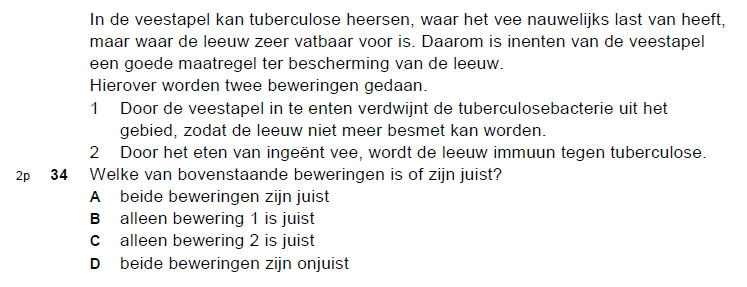 In de veestapel kan tuberculose heersen, waar het vee nauwelijks last van heeft,
maar waar de leeuw zeer vatbaar voor is. Daarom is inenten van de veestapel
een goede maatregel ter bescherming van de leeuw.
Hierover worden twee beweringen gedaan.
1 Door de veestapel in te enten verdwijnt de tuberculosebacterie uit het
gebied, zodat de leeuw niet meer besmet kan worden.
2 Door het eten van ingeënt vee, wordt de leeuw immuun tegen tuberculose.
2p 34 Welke van bovenstaande beweringen is of zijn juist?
A beide beweringen zijn juist
B alleen bewering 1 is juist
C alleen bewering 2 is juist
D beide beweringen zijn onjuist